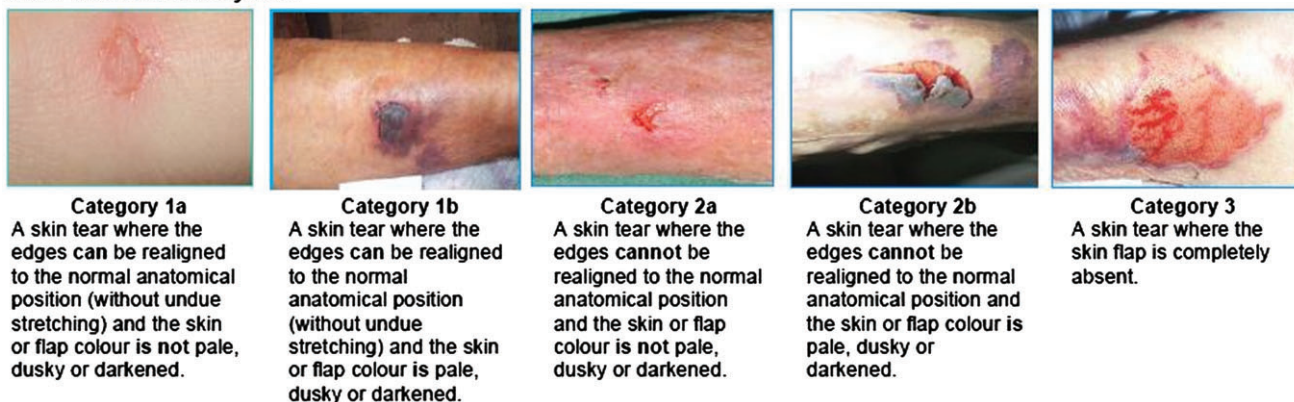 Category 1a
A skin tear where the
edges can be realigned
to the normal anatomical
position (without undue
stretching) and the skin
or flap colour is not pale,
dusky or darkened.
Category 1b
A skin tear where the
edges can be realigned
to the normal
anatomical position
(without undue
stretching) and the skin
or flap colour is pale,
dusky or darkened.
Category 2a
A skin tear where the
edges cannot be
realigned to the normal
anatomical position
and the skin or flap
colour is not pale,
dusky or darkened.
Category 2b
A skin tear where the
edges cannot be
realigned to the normal
anatomical position and
the skin or flap colour is
pale, dusky or
darkened.
Category 3
A skin tear where the
skin flap is completely
absent.